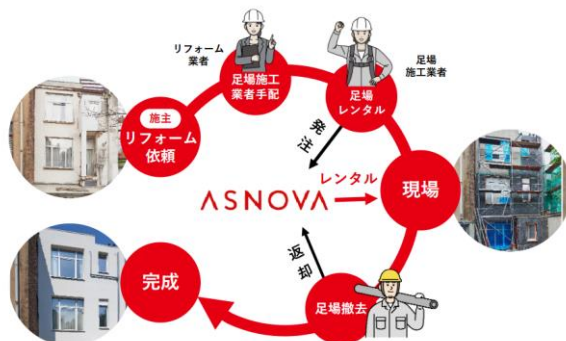 リフォーム
業者
足場施工
業者手配
足場
レンタル
足場
施工業者
施主
リフォーム
依頼
発注
ASNOVA
レンタル
現場
返却
足場撤去
完成